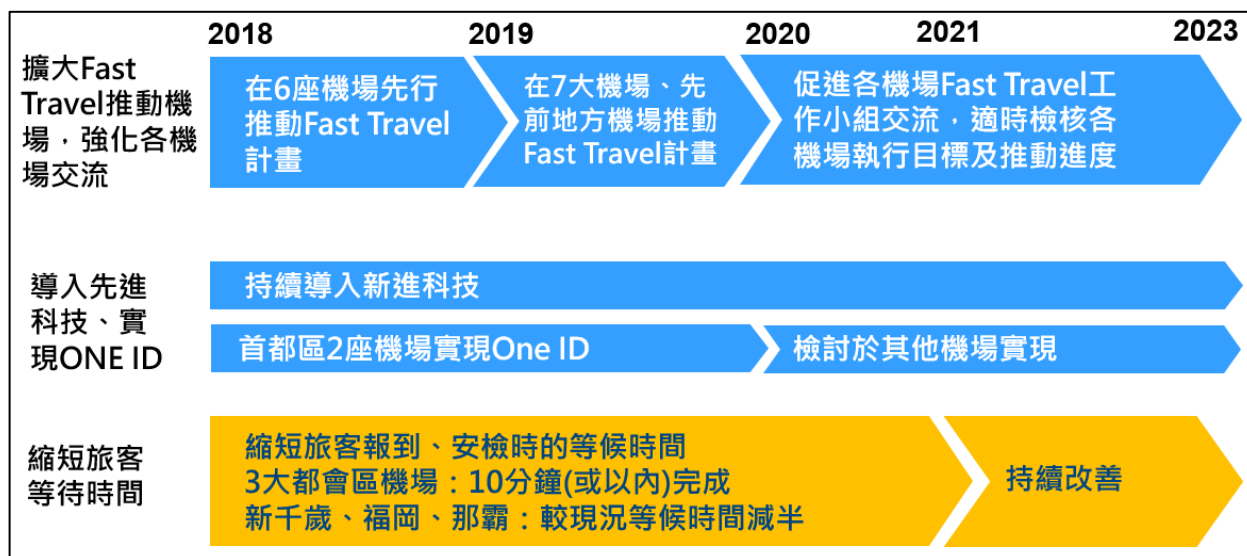 2018 2019 2020 2021 2023
擴大Fast
Travel推動機
場，強化各機
場交流
在6座機場先行
推動Fast Travel
計畫
在7大機場、先
前地方機場推動
Fast Travel計畫
促進各機場Fast Travel工
作小組交流，適時檢核各
機場執行目標及推動進度
導入先進
科技、實
現ONE ID
持續導入新進科技
首都區2座機場實現One ID
檢討於其他機場實現
縮短旅客
等待時間
縮短旅客報到、安檢時的等候時間
3大都會區機場：10分鐘(或以內)完成
新千歲、福岡、那霸：較現況等候時間減半
持續改善